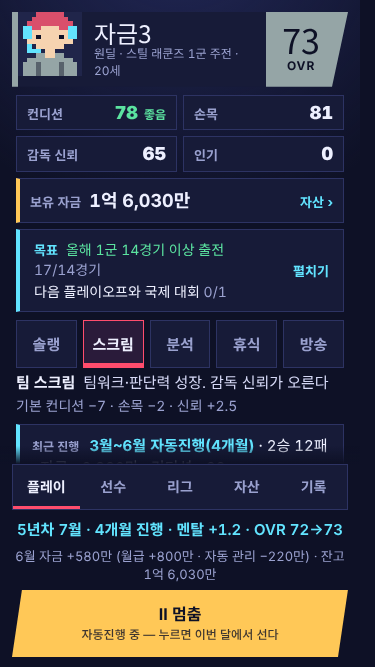 자금3
73
원딜 · 스틸 래쿤즈 1군 주전 ·
20세
OVR
컨디션 78 좋음
손목 81
감독 신뢰 65
인기 0
보유 자금 1억 6,030만 자산 ›
목표 올해 1군 14경기 이상 출전
17/14경기
펼치기
다음 플레이오프와 국제 대회 0/1
솔랭
스크림
분석
휴식
방송
팀 스크림 팀워크·판단력 성장. 감독 신뢰가 오른다
기본 컨디션 −7 · 손목 −2 · 신뢰 +2.5
최근 진행 3월~6월 자동진행(4개월) · 2승 12패
플레이
선수
리그
자산
기록
5년차 7월 · 4개월 진행 · 멘탈 +1.2 · OVR 72→73
6월 자금 +580만 (월급 +800만 · 자동 관리 −220만) · 잔고
1억 6,030만
II 멈춤
자동진행 중 — 누르면 이번 달에서 선다